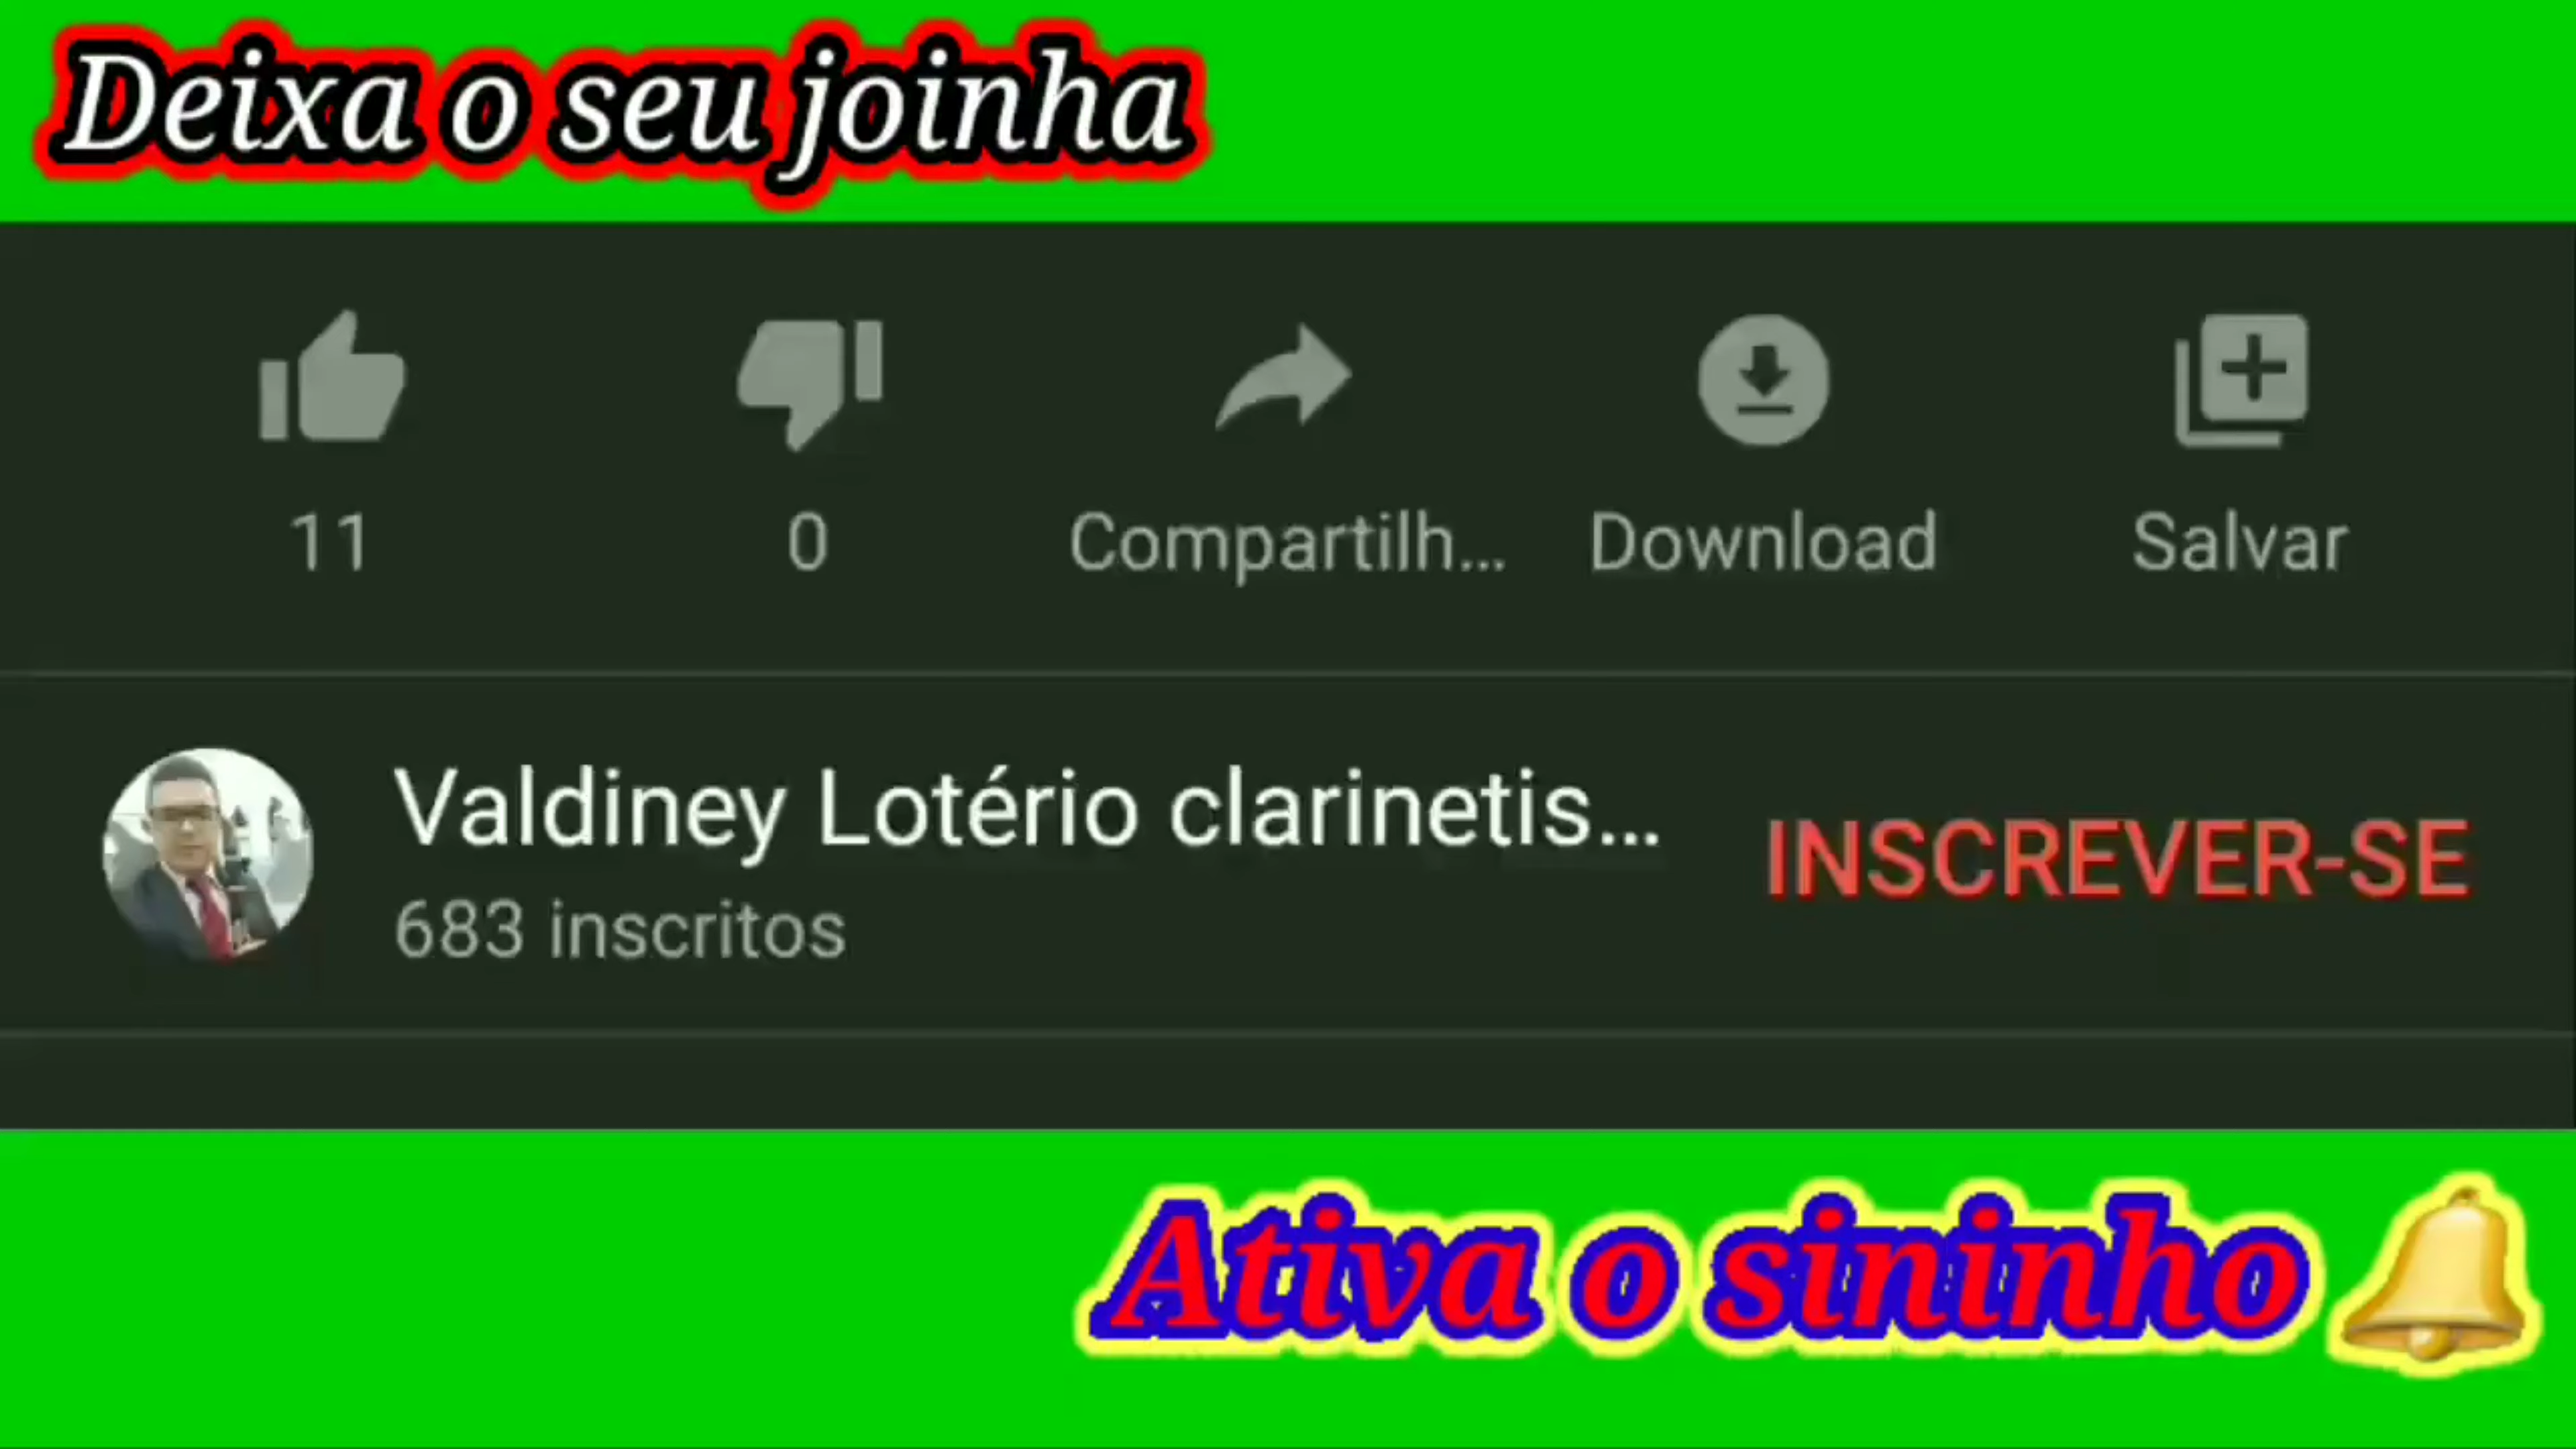 Deixa o seu joinha
11 0 Compartilh... Download Salvar
Valdiney Lotério clarinetis...
683 inscritos
INSCREVER-SE
Ativa o sininho